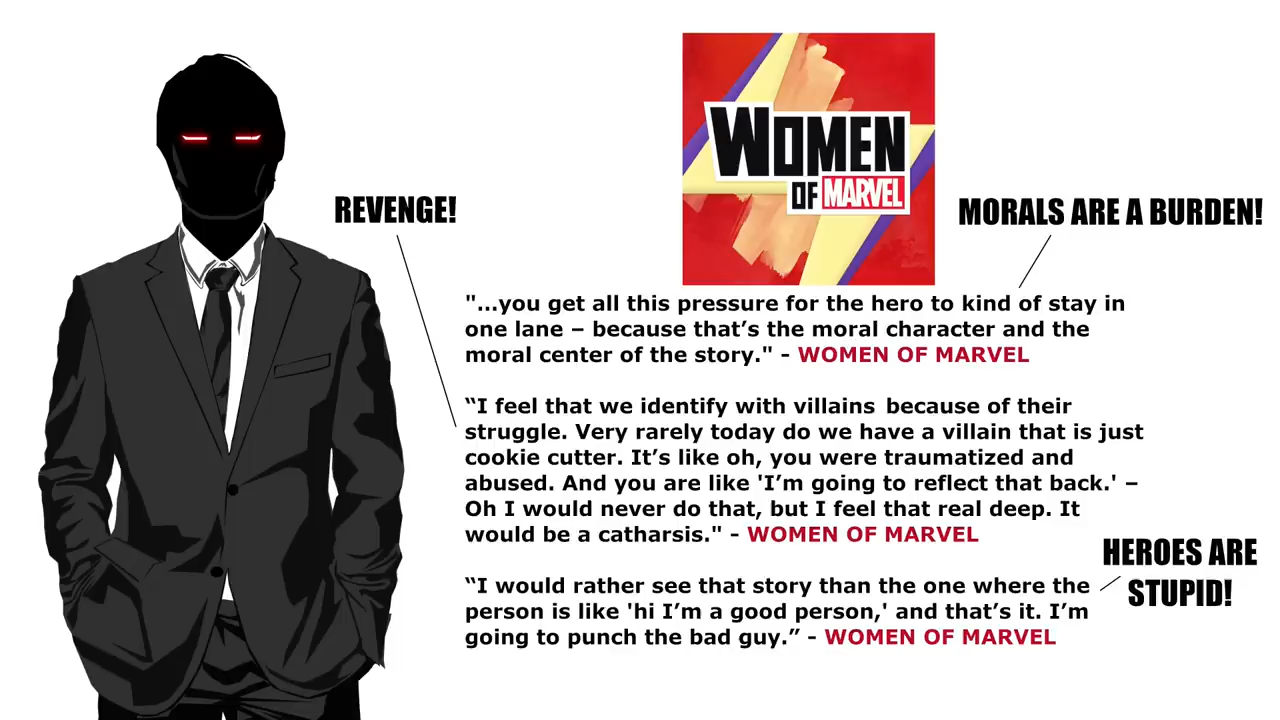 WOMEN
OF MARVEL
REVENGE!
MORALS ARE A BURDEN!
"...you get all this pressure for the hero to kind of stay in
one lane – because that’s the moral character and the
moral center of the story." - WOMEN OF MARVEL
“I feel that we identify with villains because of their
struggle. Very rarely today do we have a villain that is just
cookie cutter. It’s like oh, you were traumatized and
abused. And you are like 'I’m going to reflect that back.' –
Oh I would never do that, but I feel that real deep. It
would be a catharsis." - WOMEN OF MARVEL
HEROES ARE
STUPID!
“I would rather see that story than the one where the
person is like 'hi I’m a good person,' and that’s it. I’m
going to punch the bad guy.” - WOMEN OF MARVEL